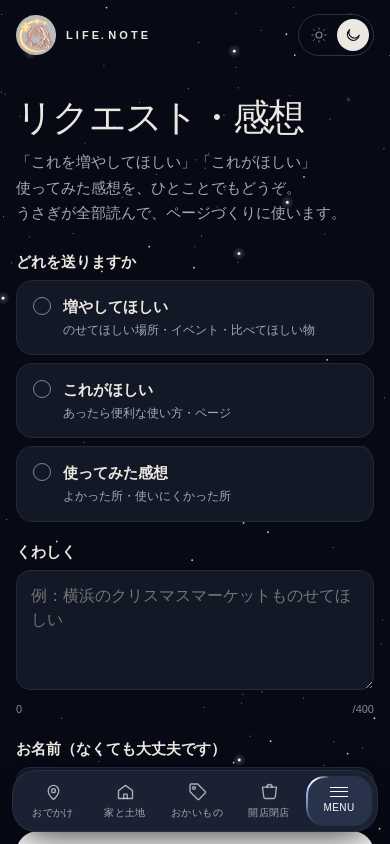 LIFE.NOTE
リクエスト・感想
「これを増やしてほしい」「これがほしい」
使ってみた感想を、ひとことでもどうぞ。
うさぎが全部読んで、ページづくりに使います。
どれを送りますか
増やしてほしい
のせてほしい場所・イベント・比べてほしい物
これがほしい
あったら便利な使い方・ページ
使ってみた感想
よかった所・使いにくかった所
くわしく
例：横浜のクリスマスマーケットものせてほ
しい
0 /400
お名前（なくても大丈夫です）
おでかけ 家と土地 おかいもの 開店閉店 MENU